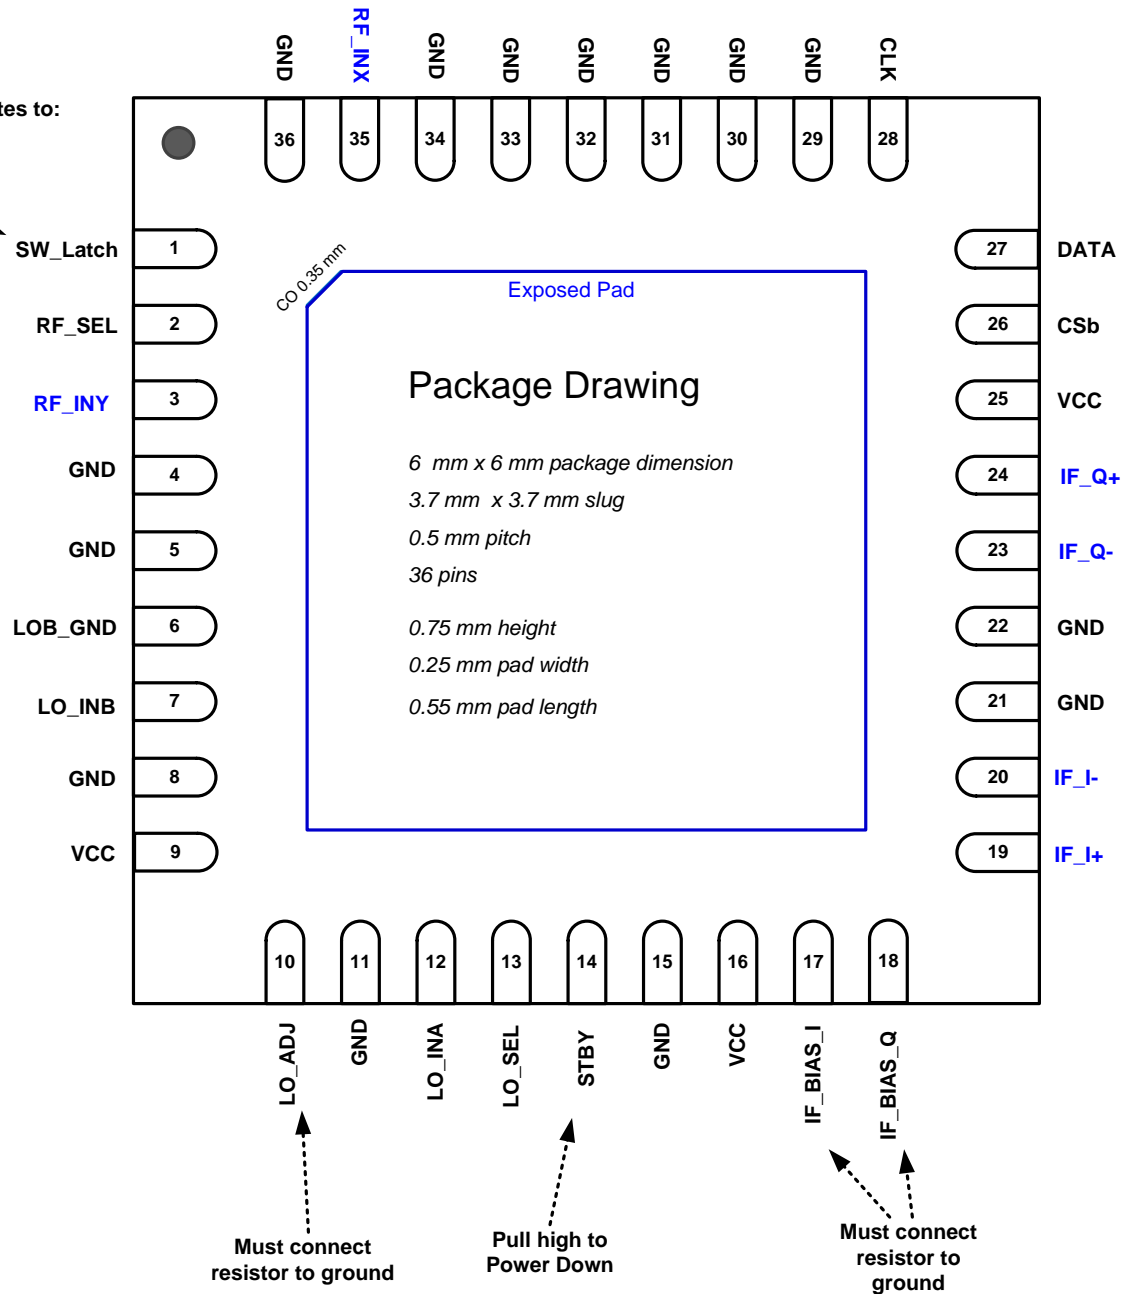 GND
RF_INX
GND
GND
GND
GND
GND
GND
CLK
to:
36
35
34
33
32
31
30
29
28
SW_Latch
1
27
DATA
RF_SEL
2
26
CSb
RF_INY
3
25
VCC
GND
4
24
IF_Q+
GND
5
23
IF_Q-
LOB_GND
6
22
GND
LO_INB
7
21
GND
GND
8
20
IF_I-
VCC
9
19
IF_I+
CO 0.35 mm
Exposed Pad
Package Drawing
6 mm x 6 mm package dimension
3.7 mm x 3.7 mm slug
0.5 mm pitch
36 pins
0.75 mm height
0.25 mm pad width
0.55 mm pad length
10
11
12
13
14
15
16
17
18
LO_ADJ
GND
LO_INA
LO_SEL
STBY
GND
VCC
IF_BIAS_I
IF_BIAS_Q
Must connect
resistor to ground
Pull high to
Power Down
Must connect
resistor to
ground